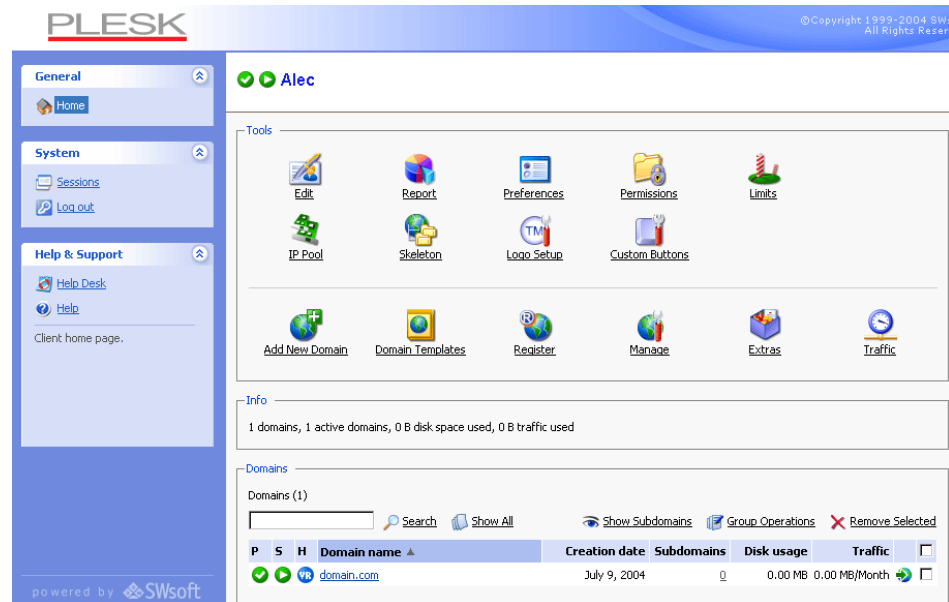 PLESK
©Copyright 1999-2004 SW
All Rights Reser
General
Home
System
Sessions
Log out
Help & Support
Help Desk
Help
Client home page.
powered by SWsoft
Alec
Tools
Edit Report Preferences Permissions Limits
IP Pool Skeleton Logo Setup Custom Buttons
Add New Domain Domain Templates Register Manage Extras Traffic
Info
1 domains, 1 active domains, 0 B disk space used, 0 B traffic used
Domains
Domains (1)
Search Show All Show Subdomains Group Operations Remove Selected
P S H Domain name Creation date Subdomains Disk usage Traffic
domain.com July 9, 2004 0 0.00 MB 0.00 MB/Month